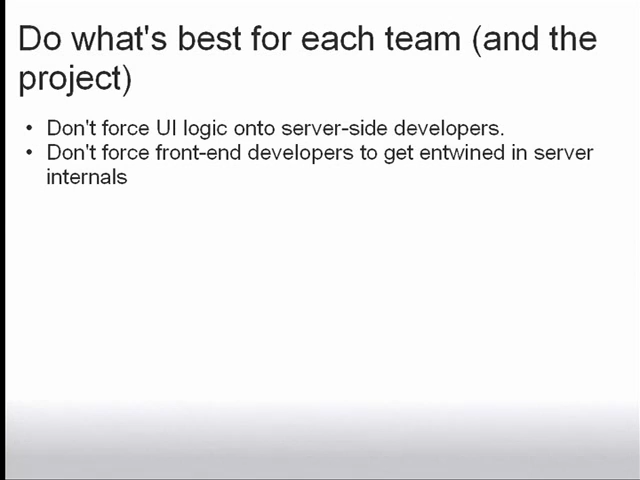 Do what's best for each team (and the
project)
• Don't force UI logic onto server-side developers.
• Don't force front-end developers to get entwined in server
internals